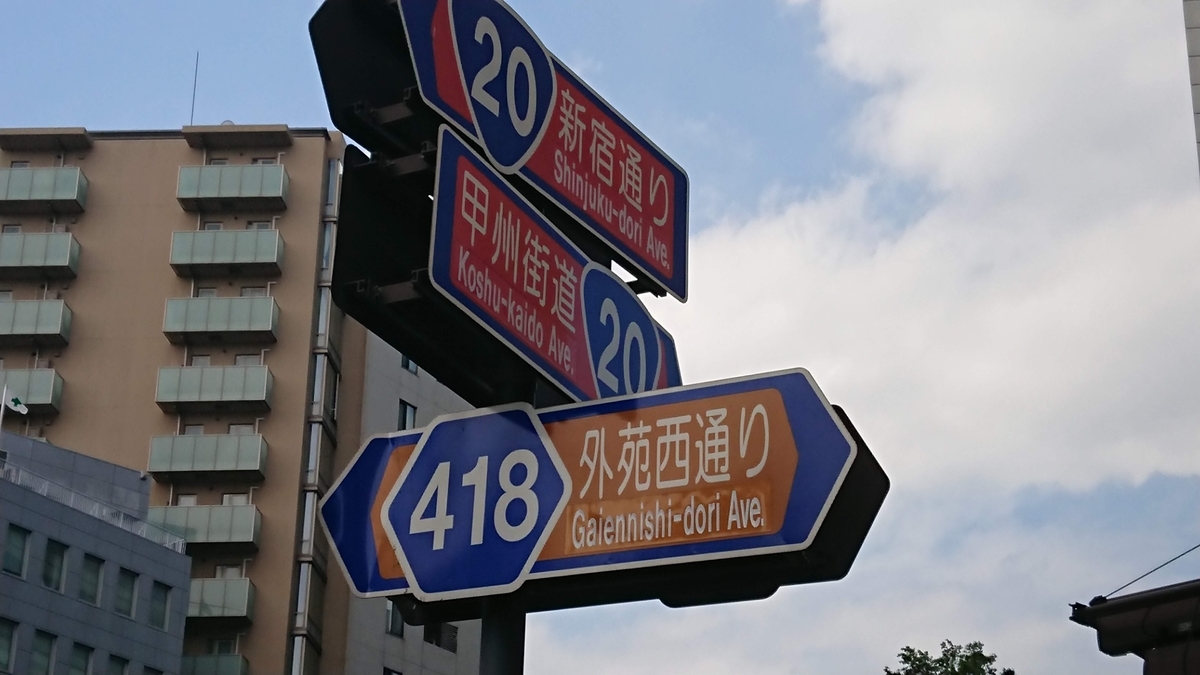 20
新宿通り
Shinjuku-dori Ave.
甲州街道
Koshu-kaido Ave.
20
418
外苑西通り
Gaiennishi-dori Ave.